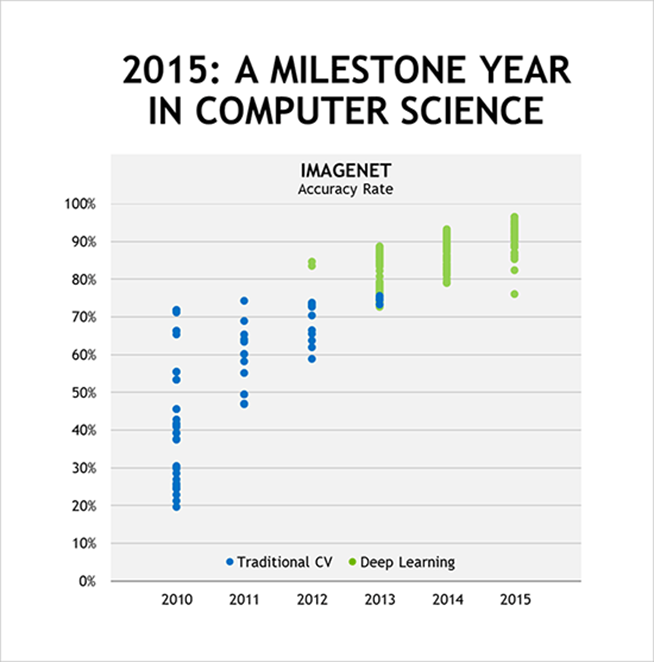 2015: A MILESTONE YEAR
IN COMPUTER SCIENCE
IMAGENET
Accuracy Rate
100%
90%
80%
70%
60%
50%
40%
30%
20%
10%
0%
Traditional CV Deep Learning
2010 2011 2012 2013 2014 2015